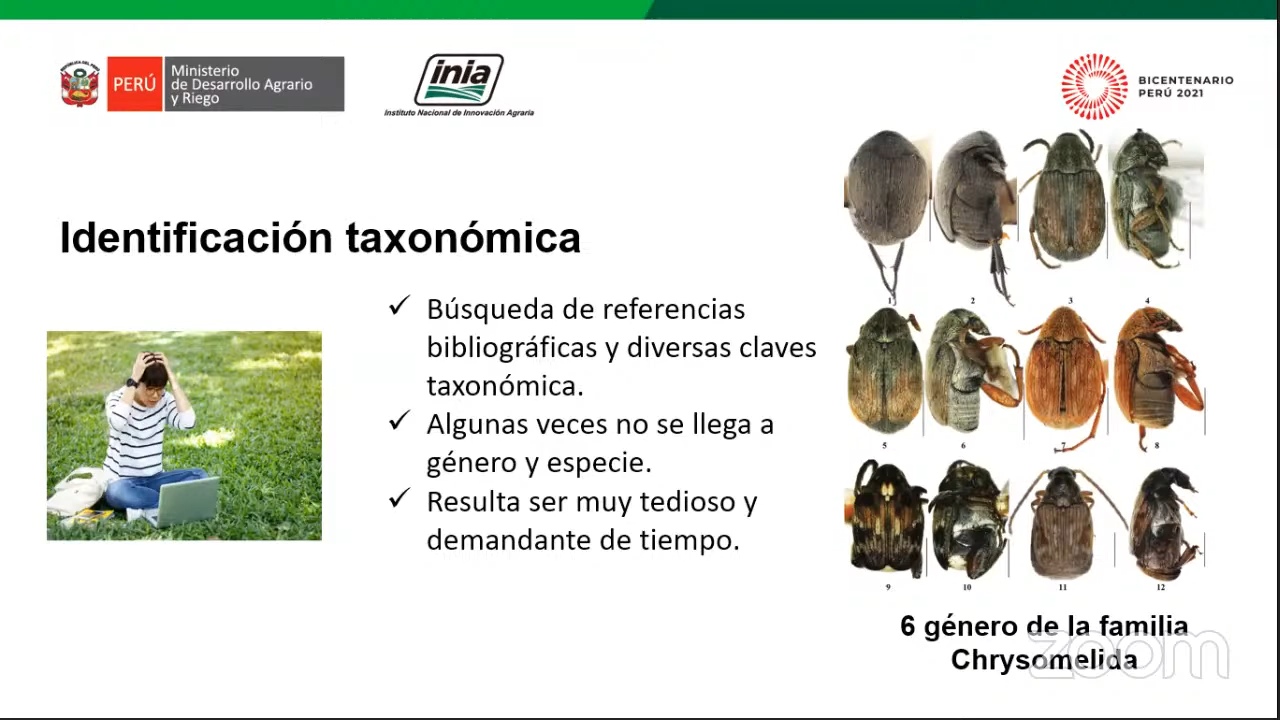 REPÚBLICA DEL PERÚ
PERÚ
Ministerio
de Desarrollo Agrario
y Riego
inia
Instituto Nacional de Innovación Agraria
BICENTENARIO
PERÚ 2021
Identificación taxonómica
✓ Búsqueda de referencias
bibliográficas y diversas claves
taxonómica.
✓ Algunas veces no se llega a
género y especie.
✓ Resulta ser muy tedioso y
demandante de tiempo.
1 2 3 4
5 6 7 8
9 10 11 12
6 género de la familia
Chrysomelida
zoom